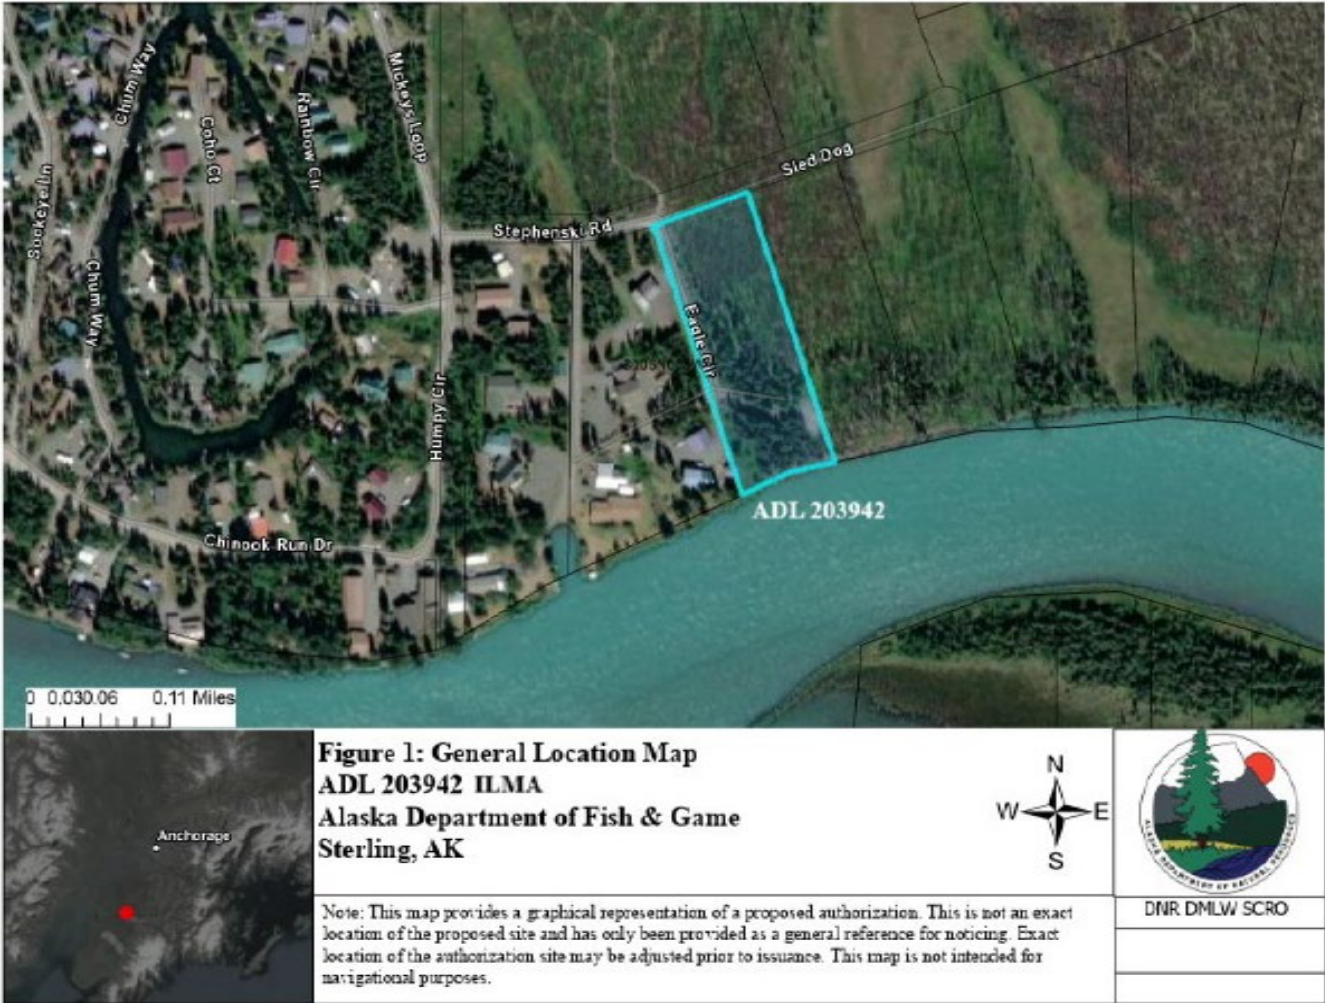 Chum Way
Mickeys Loop
Coho Ct
Rainbow Cir
Sockeye Ln
Sled Dog
Stephenski Rd
Chum Way
Eagle Cir
Humpy Cir
ADL 203942
Chinook Run Dr
0 0.030.06 0.11 Miles
Figure 1: General Location Map
ADL 203942 ILMA
Alaska Department of Fish & Game
Sterling, AK
Anchorage
N
W E
S
ALASKA DEPARTMENT OF NATURAL RESOURCES
DNR DMLW SCRO
Note: This map provides a graphical representation of a proposed authorization. This is not an exact
location of the proposed site and has only been provided as a general reference for noticing. Exact
location of the authorization site may be adjusted prior to issuance. This map is not intended for
navigational purposes.